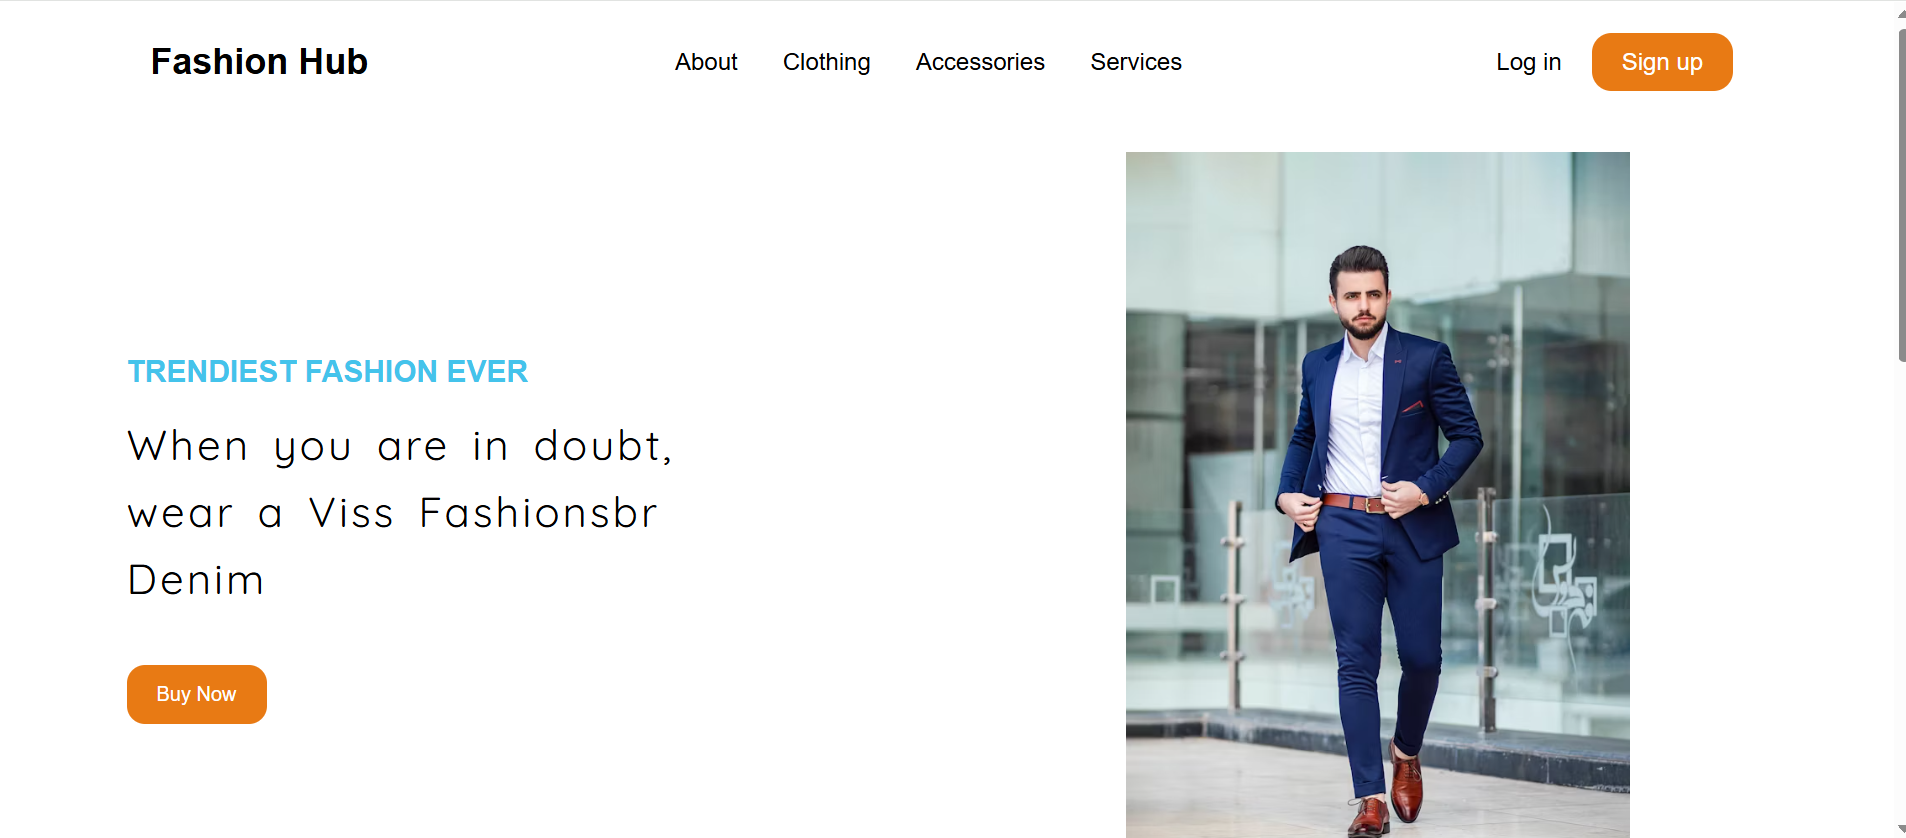 Fashion Hub
About Clothing Accessories Services
Log in Sign up
TRENDIEST FASHION EVER
When you are in doubt,
wear a Viss Fashionsbr
Denim
Buy Now